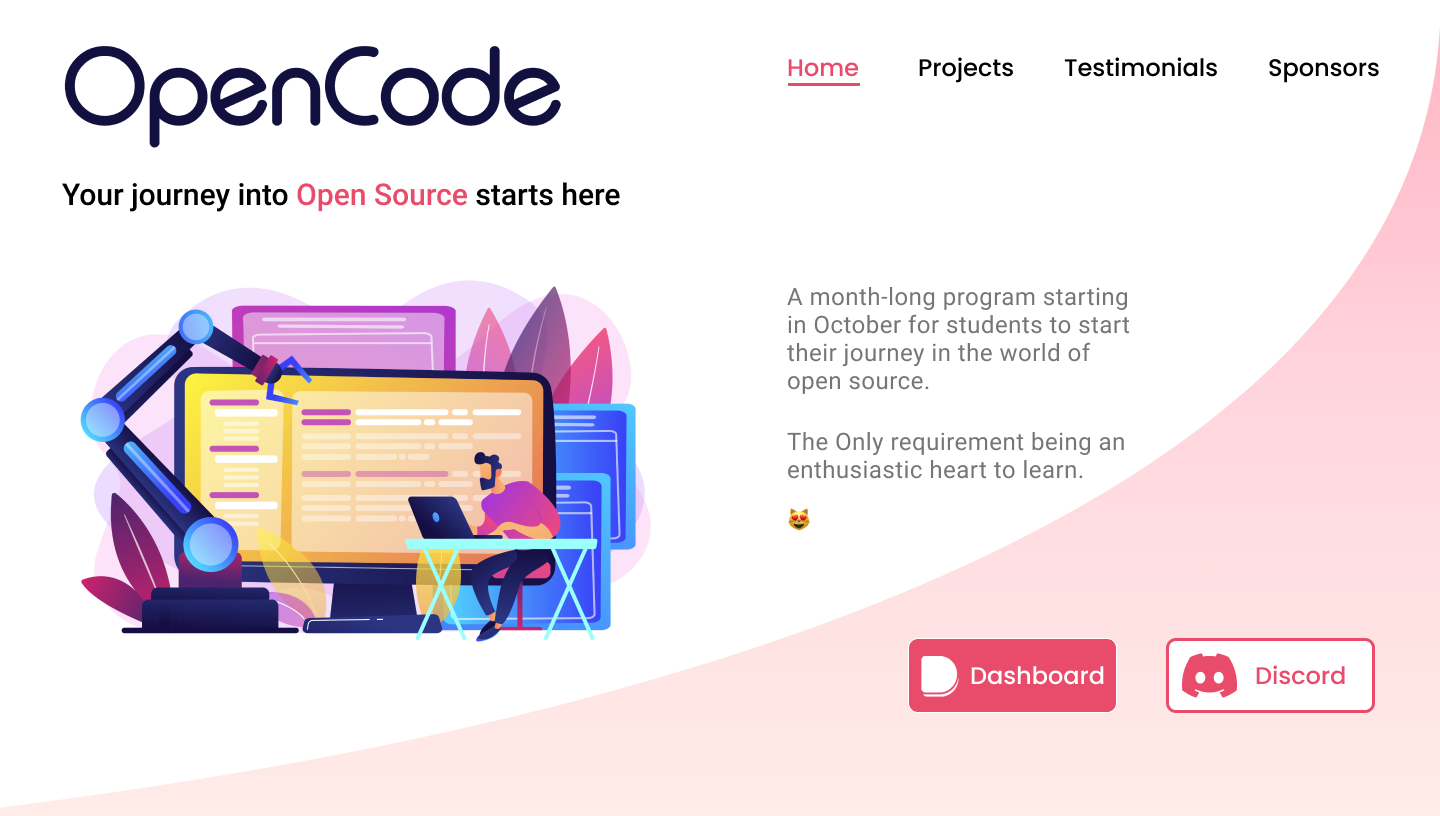 OpenCode
Home Projects Testimonials Sponsors
Your journey into Open Source starts here
A month-long program starting
in October for students to start
their journey in the world of
open source.
The Only requirement being an
enthusiastic heart to learn.
😻
Dashboard
Discord